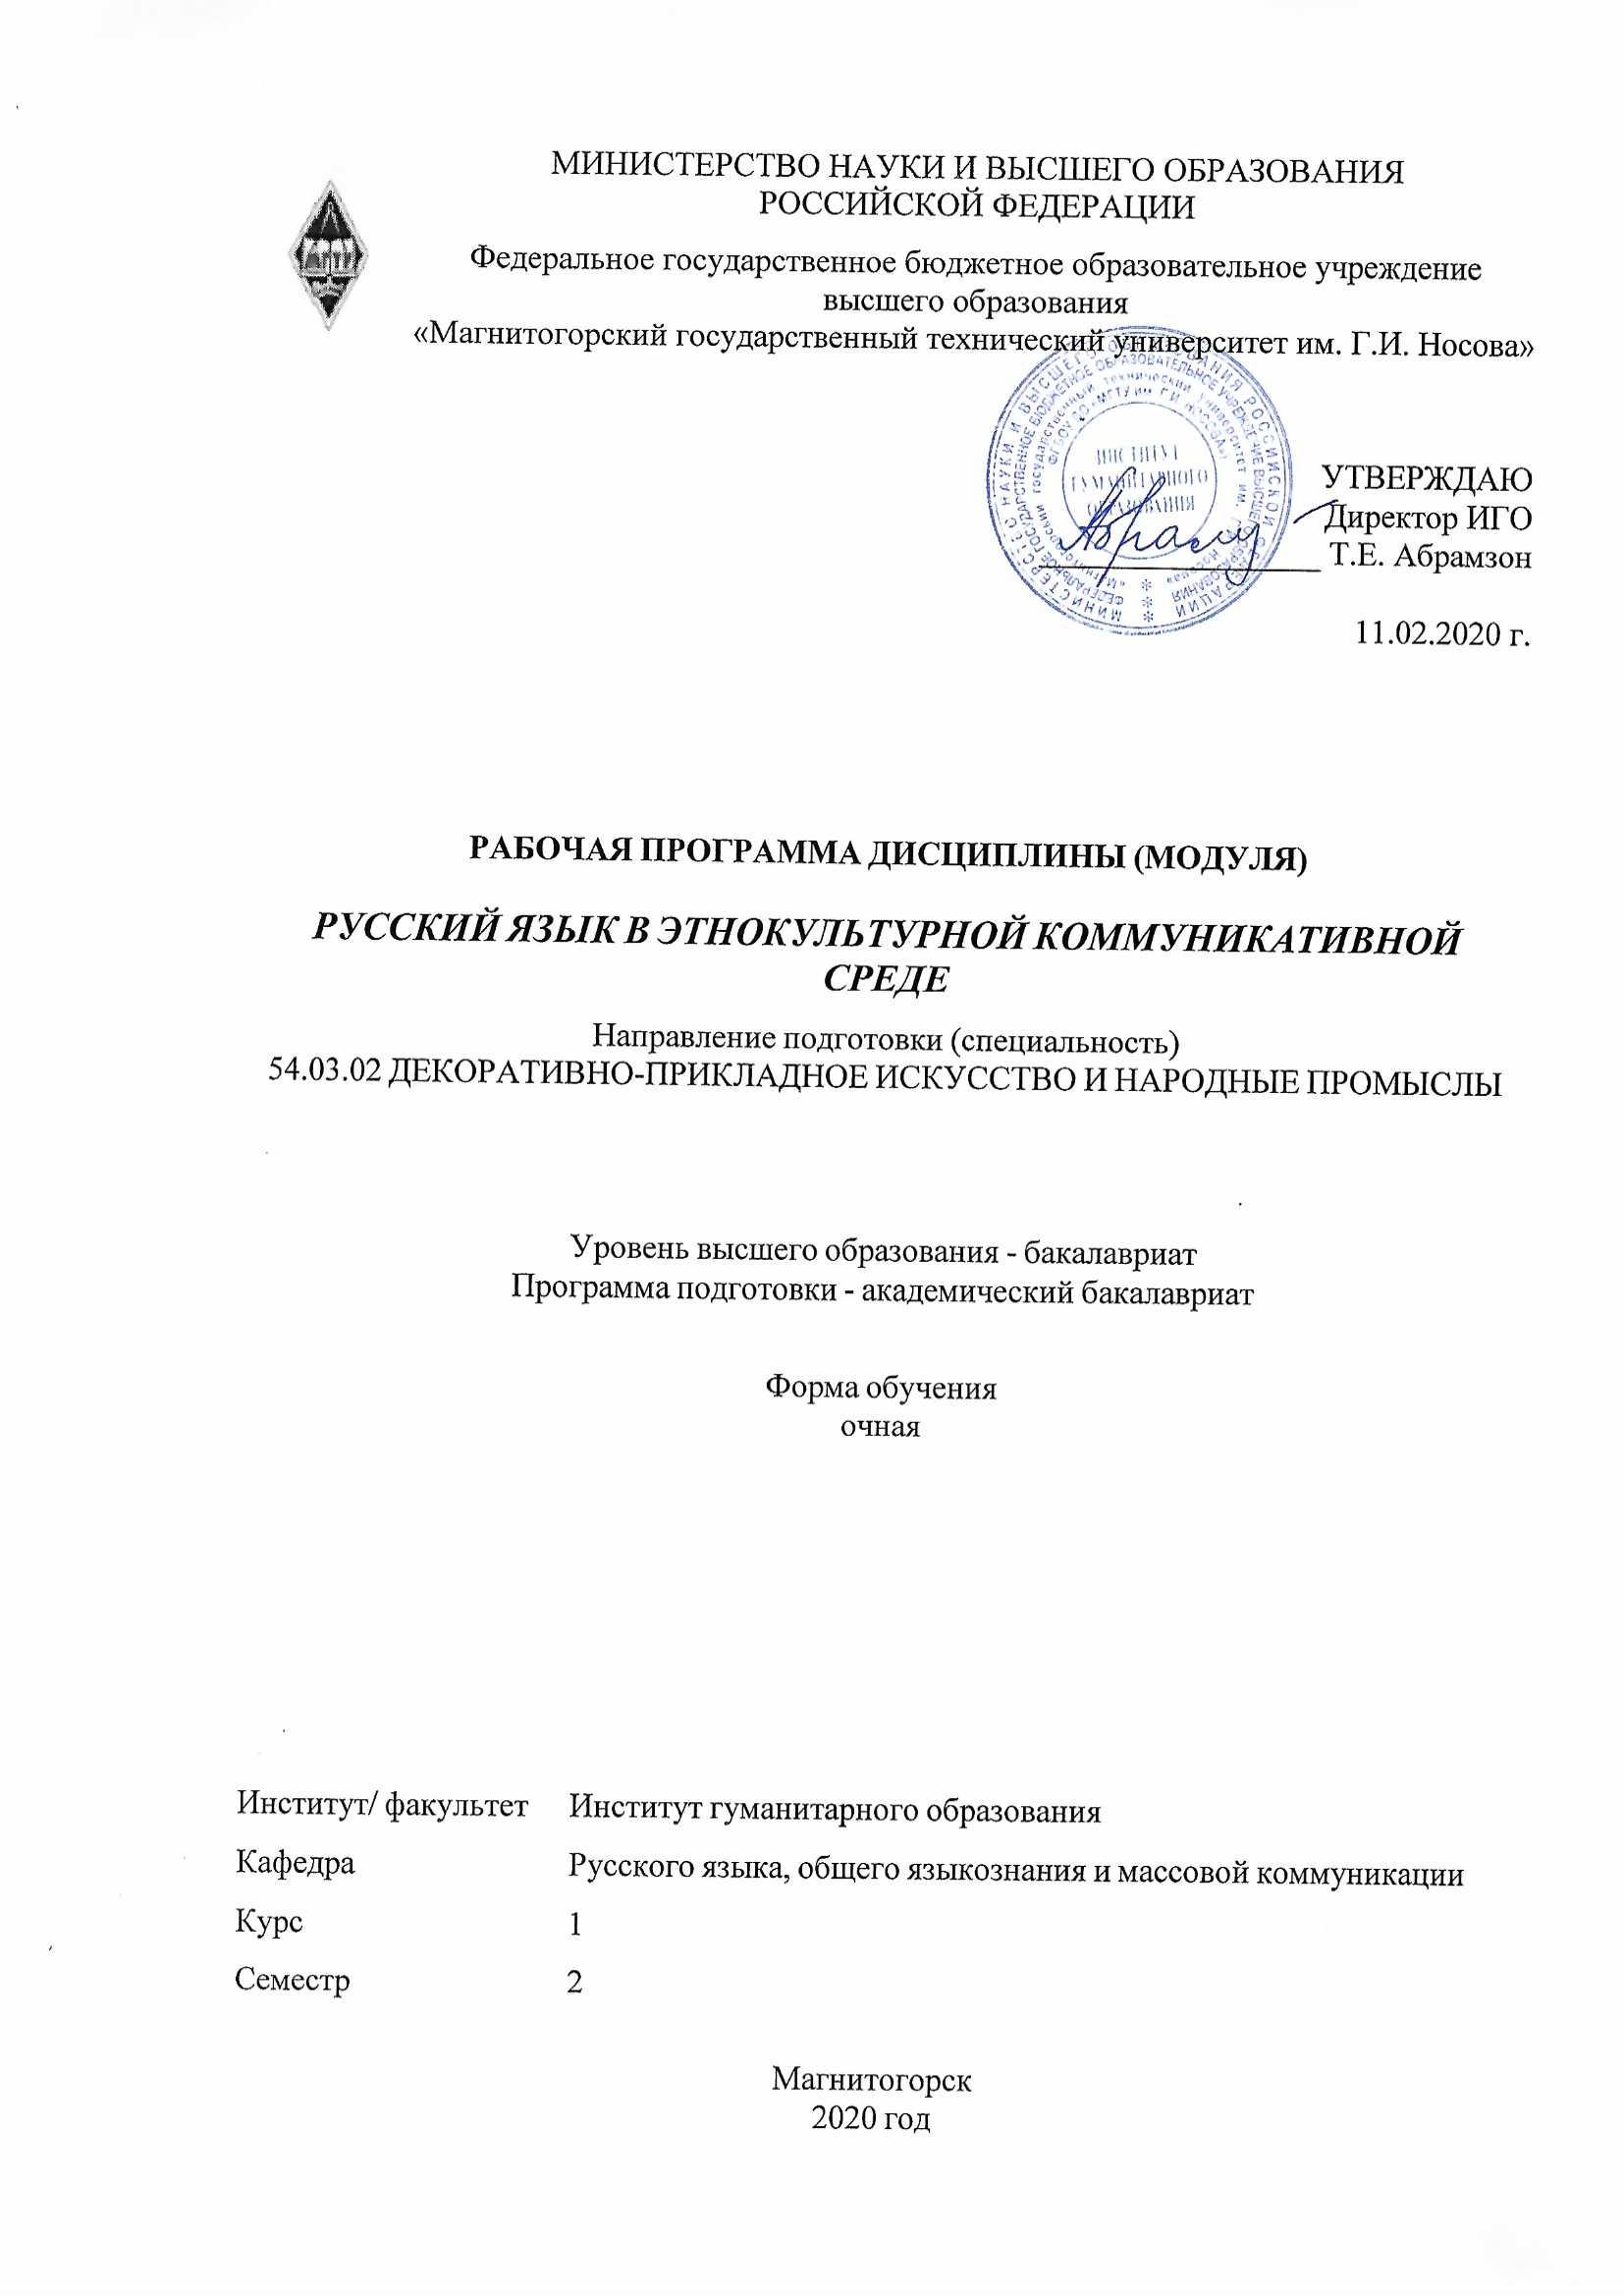 МИНИСТЕРСТВО НАУКИ И ВЫСШЕГО ОБРАЗОВАНИЯ
РОССИЙСКОЙ ФЕДЕРАЦИИ
Федеральное государственное бюджетное образовательное учреждение
высшего образования
«Магнитогорский государственный технический университет им. Г.И. Носова»
ИНСТИТУТ
ГУМАНИТАРНОГО
ОБРАЗОВАНИЯ
УТВЕРЖДАЮ
Директор ИГО
Т.Е. Абрамзон
11.02.2020 г.
РАБОЧАЯ ПРОГРАММА ДИСЦИПЛИНЫ (МОДУЛЯ)
РУССКИЙ ЯЗЫК В ЭТНОКУЛЬТУРНОЙ КОММУНИКАТИВНОЙ
СРЕДЕ
Направление подготовки (специальность)
54.03.02 ДЕКОРАТИВНО-ПРИКЛАДНОЕ ИСКУССТВО И НАРОДНЫЕ ПРОМЫСЛЫ
Уровень высшего образования - бакалавриат
Программа подготовки - академический бакалавриат
Форма обучения
очная
Институт/ факультет Институт гуманитарного образования
Кафедра Русского языка, общего языкознания и массовой коммуникации
Курс 1
Семестр 2
Магнитогорск
2020 год